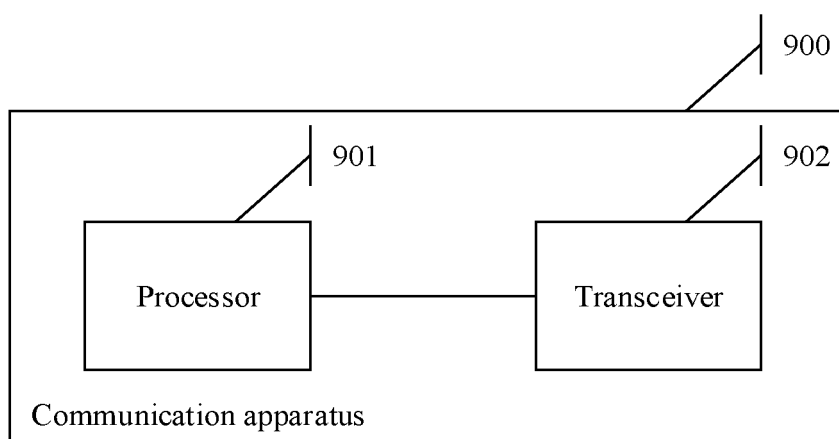 900
901
902
Processor
Transceiver
Communication apparatus